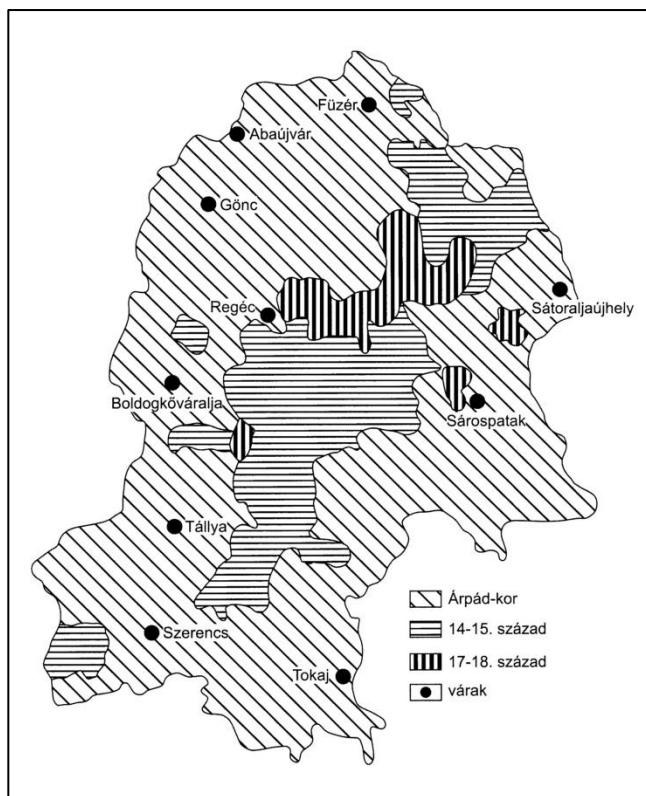 Füzér
Abaújvár
Gönc
Regéc
Sátoraljaújhely
Boldogkőváralja
Sárospatak
Tállya
Szerencs
Tokaj
Árpád-kor
14-15. század
17-18. század
várak